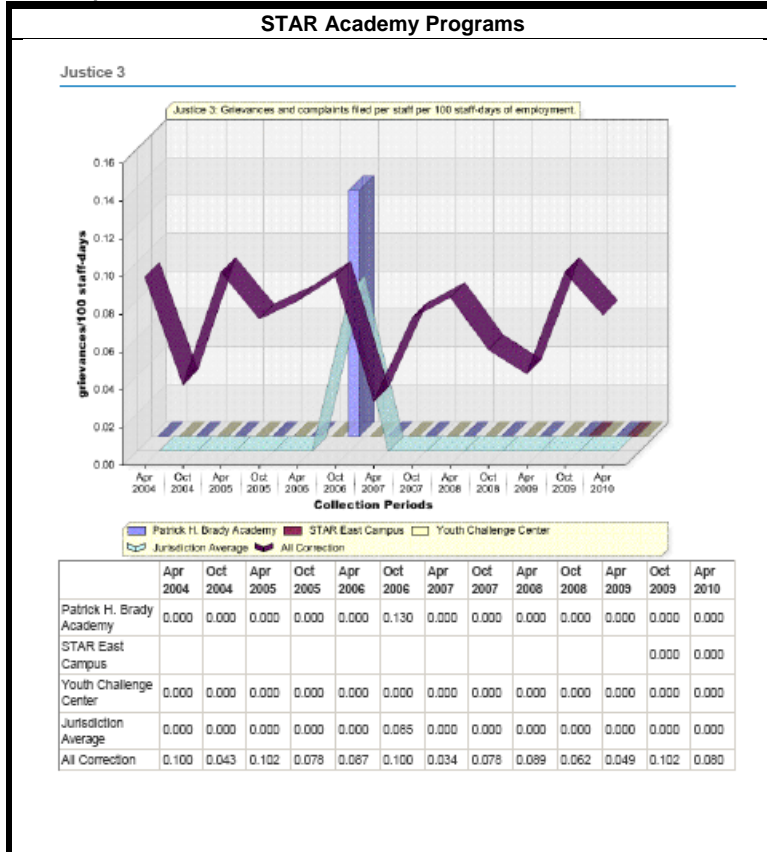 STAR Academy Programs
Justice 3
Justice 3: Grievances and complaints filed per staff per 100 staff-days of employment.
grievances/100 staff-days
0.16
0.14
0.12
0.10
0.08
0.06
0.04
0.02
0.00
Apr Oct Apr Oct Apr Oct Apr Oct Apr Oct Apr Oct Apr
2004 2004 2005 2005 2006 2006 2007 2007 2008 2008 2009 2009 2010
Collection Periods
Patrick H. Brady Academy STAR East Campus Youth Challenge Center
Jurisdiction Average All Correction
Apr Oct Apr Oct Apr Oct Apr Oct Apr Oct Apr Oct Apr
2004 2004 2005 2005 2006 2006 2007 2007 2008 2008 2009 2009 2010
Patrick H. Brady
Academy 0.000 0.000 0.000 0.000 0.000 0.130 0.000 0.000 0.000 0.000 0.000 0.000 0.000
STAR East
Campus 0.000 0.000
Youth Challenge
Center 0.000 0.000 0.000 0.000 0.000 0.000 0.000 0.000 0.000 0.000 0.000 0.000 0.000
Jurisdiction
Average 0.000 0.000 0.000 0.000 0.000 0.085 0.000 0.000 0.000 0.000 0.000 0.000 0.000
All Correction 0.100 0.043 0.102 0.078 0.087 0.100 0.034 0.078 0.089 0.062 0.049 0.102 0.080